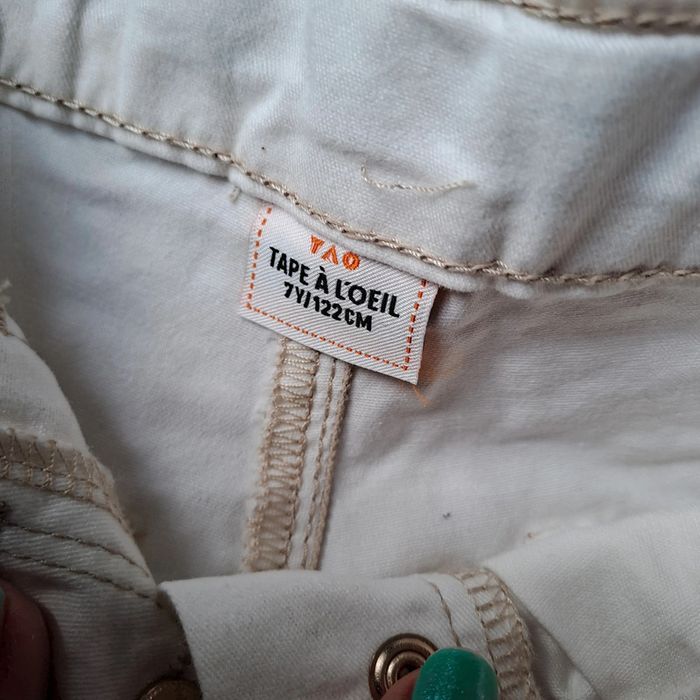 TAO
TAPE À L'OEIL
7Y/122CM